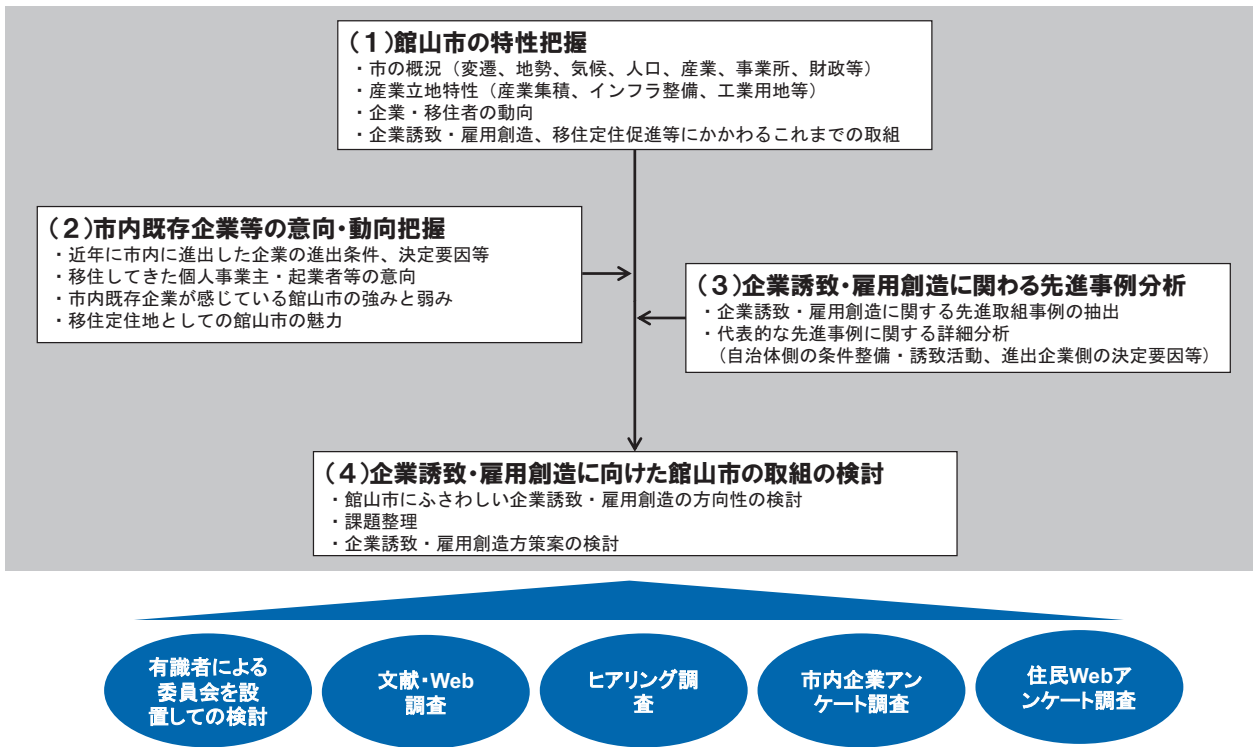 （１）館山市の特性把握
・市の概況（変遷、地勢、気候、人口、産業、事業所、財政等）
・産業立地特性（産業集積、インフラ整備、工業用地等）
・企業・移住者の動向
・企業誘致・雇用創造、移住定住促進等にかかわるこれまでの取組
（２）市内既存企業等の意向・動向把握
・近年に市内に進出した企業の進出条件、決定要因等
・移住してきた個人事業主・起業者等の意向
・市内既存企業が感じている館山市の強みと弱み
・移住定住地としての館山市の魅力
（３）企業誘致・雇用創造に関わる先進事例分析
・企業誘致・雇用創造に関する先進取組事例の抽出
・代表的な先進事例に関する詳細分析
（自治体側の条件整備・誘致活動、進出企業側の決定要因等）
（４）企業誘致・雇用創造に向けた館山市の取組の検討
・館山市にふさわしい企業誘致・雇用創造の方向性の検討
・課題整理
・企業誘致・雇用創造方策案の検討
有識者による
委員会を設
置しての検討
文献・Web
調査
ヒアリング調
査
市内企業アン
ケート調査
住民Webア
ンケート調査